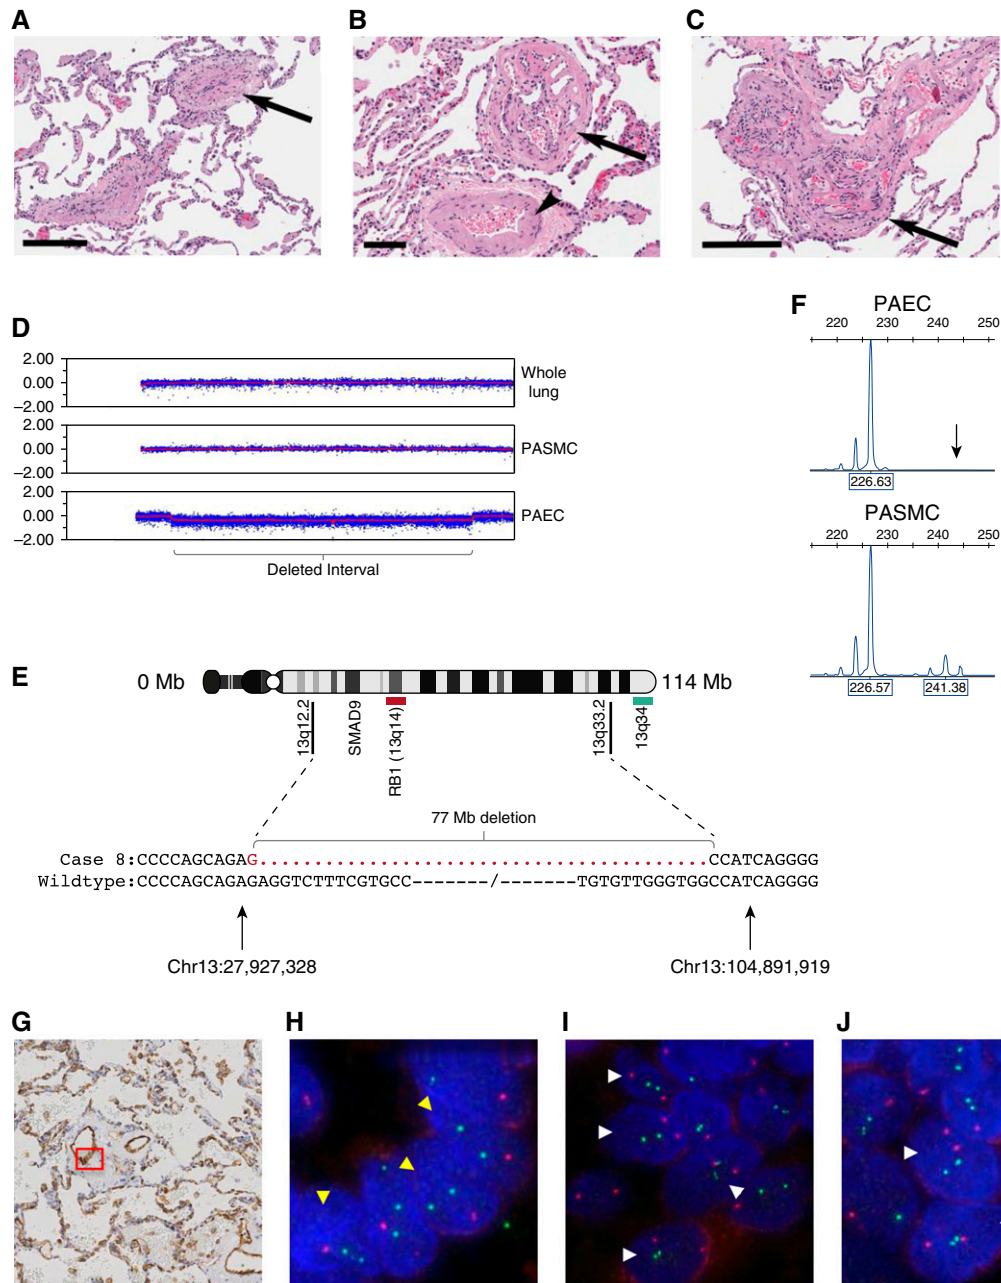 A
B
C
D
2.00
0.00
–2.00
Whole
lung
2.00
0.00
–2.00
PASMC
2.00
0.00
–2.00
PAEC
Deleted Interval
F
PAEC
220 230 240 250
226.63
PASMC
220 230 240 250
226.57 241.38
E
0 Mb
114 Mb
13q12.2
SMAD9
RB1 (13q14)
13q33.2
13q34
77 Mb deletion
Case 8:CCCCAGCAGAG.......................................CCATCAGGGG
Wildtype:CCCCAGCAGAGAGGTCTTTCGTGCC-------/-------TGTGTTGGGTGGCCATCAGGGG
Chr13:27,927,328
Chr13:104,891,919
G
H
I
J